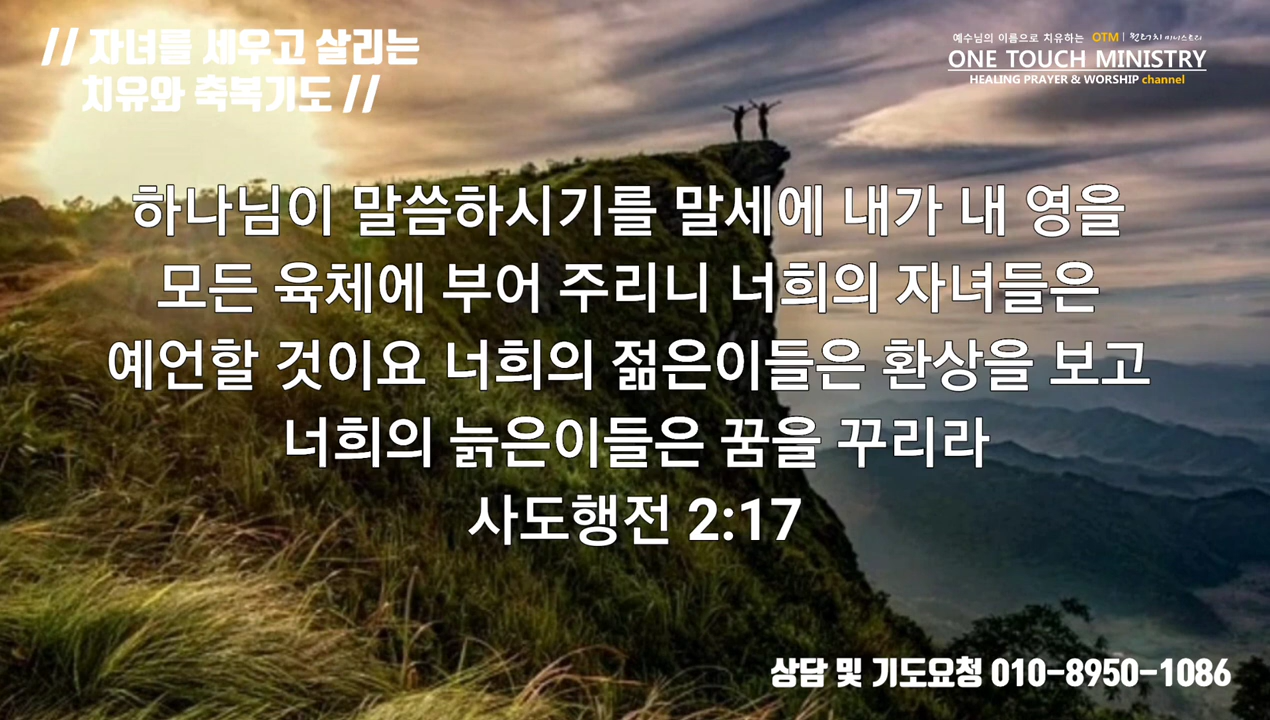 // 자녀를 세우고 살리는
치유와 축복기도 //
예수님의 이름으로 치유하는 OTM | 원터치 미니스트리
ONE TOUCH MINISTRY
HEALING PRAYER & WORSHIP channel
하나님이 말씀하시기를 말세에 내가 내 영을
모든 육체에 부어 주리니 너희의 자녀들은
예언할 것이요 너희의 젊은이들은 환상을 보고
너희의 늙은이들은 꿈을 꾸리라
사도행전 2:17
상담 및 기도요청 010-8950-1086